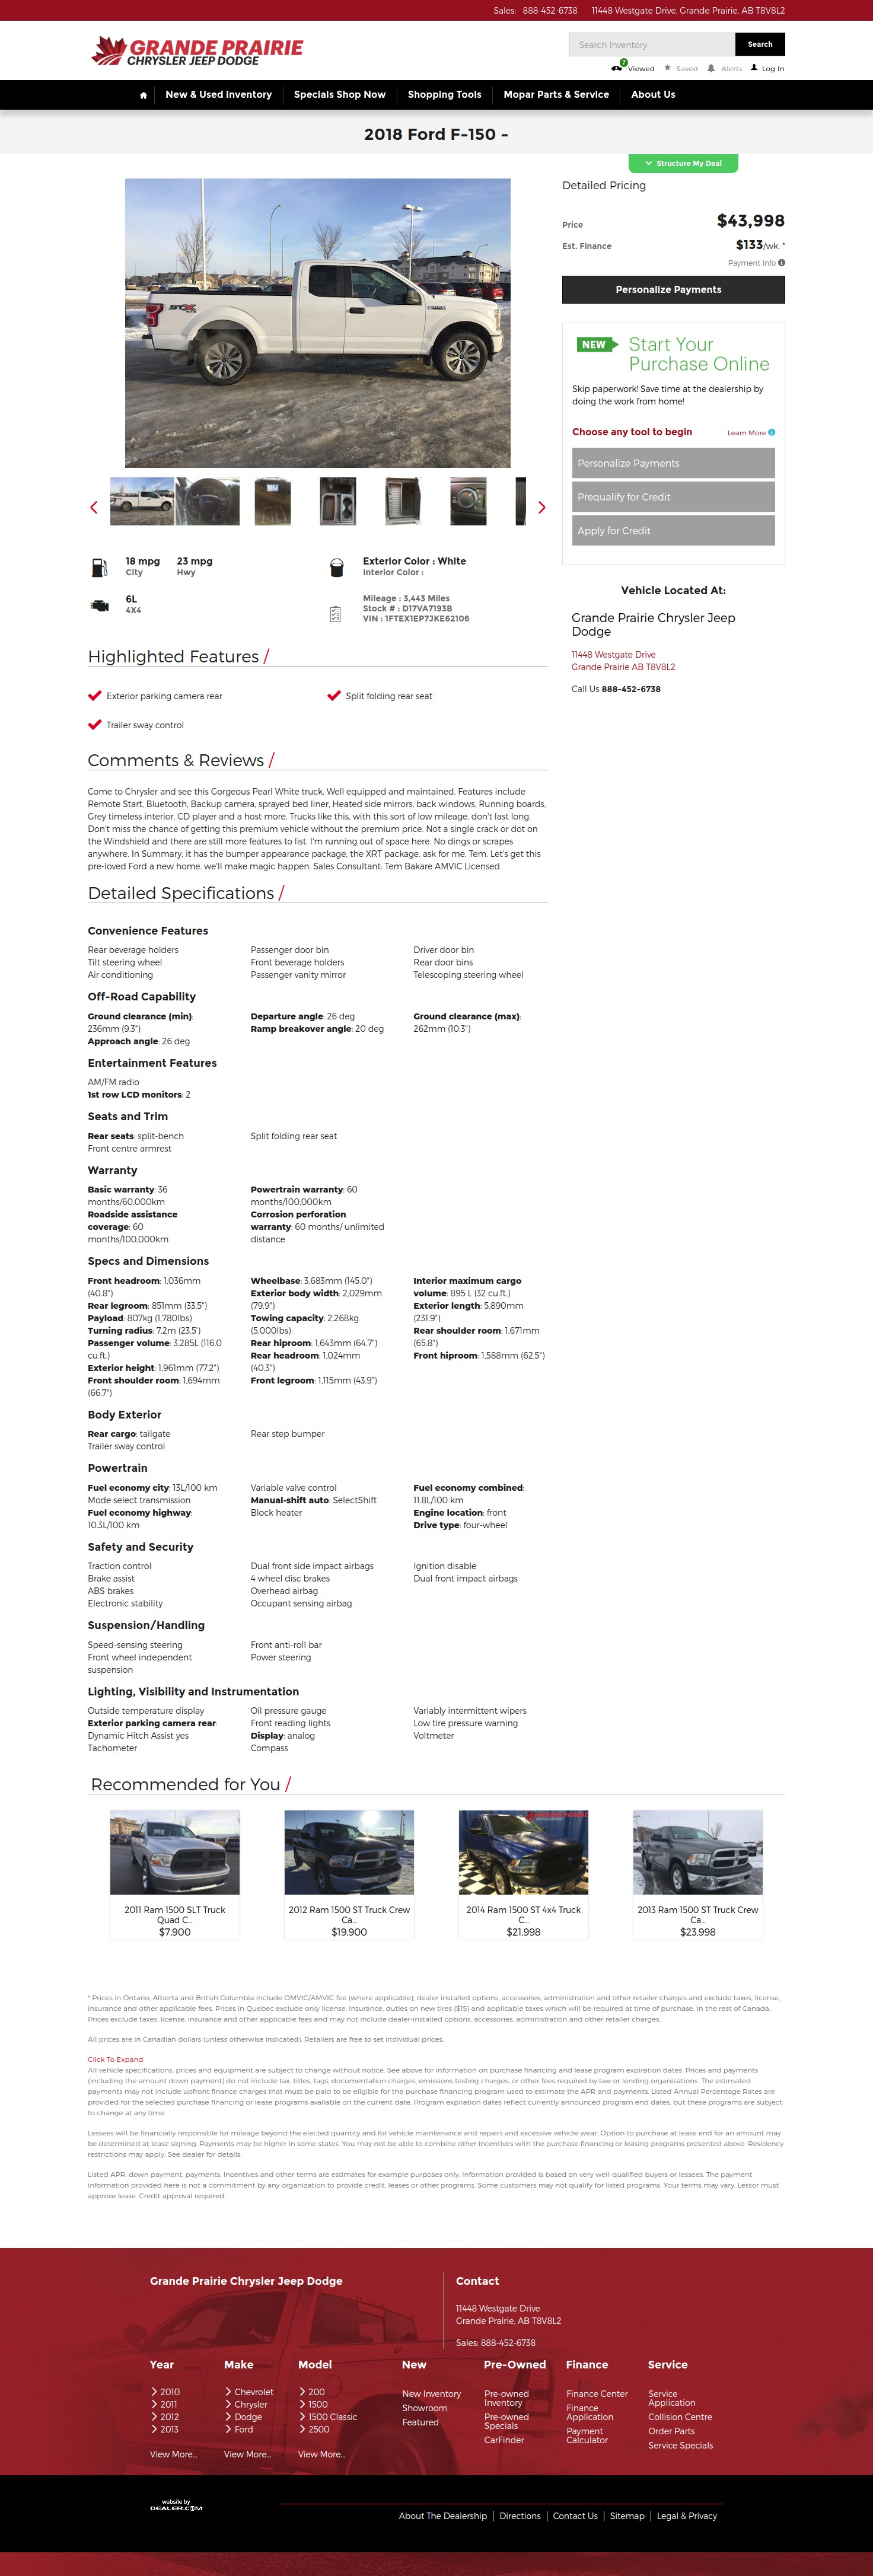 Sales: 888-452-6738 11448 Westgate Drive, Grande Prairie, AB T8V8L2
GRANDE PRAIRIE
CHRYSLER JEEP DODGE
Search Inventory
Search
7
Viewed Saved Alerts Log In
New & Used Inventory Specials Shop Now Shopping Tools Mopar Parts & Service About Us
2018 Ford F-150 -
Structure My Deal
Detailed Pricing
Price $43,998
Est. Finance $133/wk. *
Payment Info
Personalize Payments
NEW Start Your
Purchase Online
Skip paperwork! Save time at the dealership by
doing the work from home!
Choose any tool to begin Learn More
Personalize Payments
Prequalify for Credit
Apply for Credit
Vehicle Located At:
Grande Prairie Chrysler Jeep
Dodge
11448 Westgate Drive
Grande Prairie AB T8V8L2
Call Us 888-452-6738
STX
18 mpg 23 mpg
City Hwy
Exterior Color : White
Interior Color :
6L
4X4
Mileage : 3,443 Miles
Stock # : D17VA7193B
VIN : 1FTEX1EP7JKE62106
Highlighted Features /
Exterior parking camera rear
Split folding rear seat
Trailer sway control
Comments & Reviews /
Come to Chrysler and see this Gorgeous Pearl White truck, Well equipped and maintained. Features include
Remote Start, Bluetooth, Backup camera, sprayed bed liner, Heated side mirrors, back windows, Running boards,
Grey timeless interior, CD player and a host more. Trucks like this, with this sort of low mileage, don't last long,
Don't miss the chance of getting this premium vehicle without the premium price. Not a single crack or dot on
the Windshield and there are still more features to list. I'm running out of space here. No dings or scrapes
anywhere. In Summary, it has the bumper appearance package, the XRT package. ask for me, Tem. Let's get this
pre-loved Ford a new home. we'll make magic happen. Sales Consultant: Tem Bakare AMVIC Licensed
Detailed Specifications /
Convenience Features
Rear beverage holders Passenger door bin Driver door bin
Tilt steering wheel Front beverage holders Rear door bins
Air conditioning Passenger vanity mirror Telescoping steering wheel
Off-Road Capability
Ground clearance (min):
236mm (9.3")
Approach angle: 26 deg
Departure angle: 26 deg
Ramp breakover angle: 20 deg
Ground clearance (max):
262mm (10.3")
Entertainment Features
AM/FM radio
1st row LCD monitors: 2
Seats and Trim
Rear seats: split-bench Split folding rear seat
Front centre armrest
Warranty
Basic warranty: 36
months/60,000km
Roadside assistance
coverage: 60
months/100,000km
Powertrain warranty: 60
months/100,000km
Corrosion perforation
warranty: 60 months/ unlimited
distance
Specs and Dimensions
Front headroom: 1,036mm
(40.8")
Rear legroom: 851mm (33.5")
Payload: 807kg (1,780lbs)
Turning radius: 7.2m (23.5')
Passenger volume: 3,285L (116.0
cu.ft.)
Exterior height: 1,961mm (77.2")
Front shoulder room: 1,694mm
(66.7")
Wheelbase: 3,683mm (145.0")
Exterior body width: 2,029mm
(79.9")
Towing capacity: 2,268kg
(5,000lbs)
Rear hiproom: 1,643mm (64.7")
Rear headroom: 1,024mm
(40.3")
Front legroom: 1,115mm (43.9")
Interior maximum cargo
volume: 895 L (32 cu.ft.)
Exterior length: 5,890mm
(231.9")
Rear shoulder room: 1,671mm
(65.8")
Front hiproom: 1,588mm (62.5")
Body Exterior
Rear cargo: tailgate Rear step bumper
Trailer sway control
Powertrain
Fuel economy city: 13L/100 km
Mode select transmission
Fuel economy highway:
10.3L/100 km
Variable valve control
Manual-shift auto: SelectShift
Block heater
Fuel economy combined:
11.8L/100 km
Engine location: front
Drive type: four-wheel
Safety and Security
Traction control Dual front side impact airbags Ignition disable
Brake assist 4 wheel disc brakes Dual front impact airbags
ABS brakes Overhead airbag
Electronic stability Occupant sensing airbag
Suspension/Handling
Speed-sensing steering Front anti-roll bar
Front wheel independent Power steering
suspension
Lighting, Visibility and Instrumentation
Outside temperature display Oil pressure gauge Variably intermittent wipers
Exterior parking camera rear: Front reading lights Low tire pressure warning
Dynamic Hitch Assist yes Display: analog Voltmeter
Tachometer Compass
Recommended for You /
2011 Ram 1500 SLT Truck
Quad C...
$7,900
2012 Ram 1500 ST Truck Crew
Ca...
$19,900
2014 Ram 1500 ST 4x4 Truck
C...
$21,998
2013 Ram 1500 ST Truck Crew
Ca...
$23,998
* Prices in Ontario, Alberta and British Columbia include OMVIC/AMVIC fee (where applicable), dealer installed options, accessories, administration and other retailer charges and exclude taxes, license,
insurance and other applicable fees. Prices in Quebec exclude only license, insurance, duties on new tires ($15) and applicable taxes which will be required at time of purchase. In the rest of Canada,
Prices exclude taxes, license, insurance and other applicable fees and may not include dealer-installed options, accessories, administration and other retailer charges.
All prices are in Canadian dollars (unless otherwise indicated). Retailers are free to set individual prices.
Click To Expand
All vehicle specifications, prices and equipment are subject to change without notice. See above for information on purchase financing and lease program expiration dates. Prices and payments
(including the amount down payment) do not include tax, titles, tags, documentation charges, emissions testing charges, or other fees required by law or lending organizations. The estimated
payments may not include upfront finance charges that must be paid to be eligible for the purchase financing program used to estimate the APR and payments. Listed Annual Percentage Rates are
provided for the selected purchase financing or lease programs available on the current date. Program expiration dates reflect currently announced program end dates, but these programs are subject
to change at any time.
Lessees will be financially responsible for mileage beyond the elected quantity and for vehicle maintenance and repairs and excessive vehicle wear. Option to purchase at lease end for an amount may
be determined at lease signing. Payments may be higher in some states. You may not be able to combine other incentives with the purchase financing or leasing programs presented above. Residency
restrictions may apply. See dealer for details.
Listed APR, down payment, payments, incentives and other terms are estimates for example purposes only. Information provided is based on very well-qualified buyers or lessees. The payment
information provided here is not a commitment by any organization to provide credit, leases or other programs. Some customers may not qualify for listed programs. Your terms may vary. Lessor must
approve lease. Credit approval required.
Grande Prairie Chrysler Jeep Dodge
Contact
11448 Westgate Drive
Grande Prairie, AB T8V8L2
Sales: 888-452-6738
Year
2010
2011
2012
2013
View More...
Make
Chevrolet
Chrysler
Dodge
Ford
View More...
Model
200
1500
1500 Classic
2500
View More...
New
New Inventory
Showroom
Featured
Pre-Owned
Pre-owned
Inventory
Pre-owned
Specials
CarFinder
Finance
Finance Center
Finance
Application
Payment
Calculator
Service
Service
Application
Collision Centre
Order Parts
Service Specials
website by
DEALER.COM
About The Dealership | Directions | Contact Us | Sitemap | Legal & Privacy